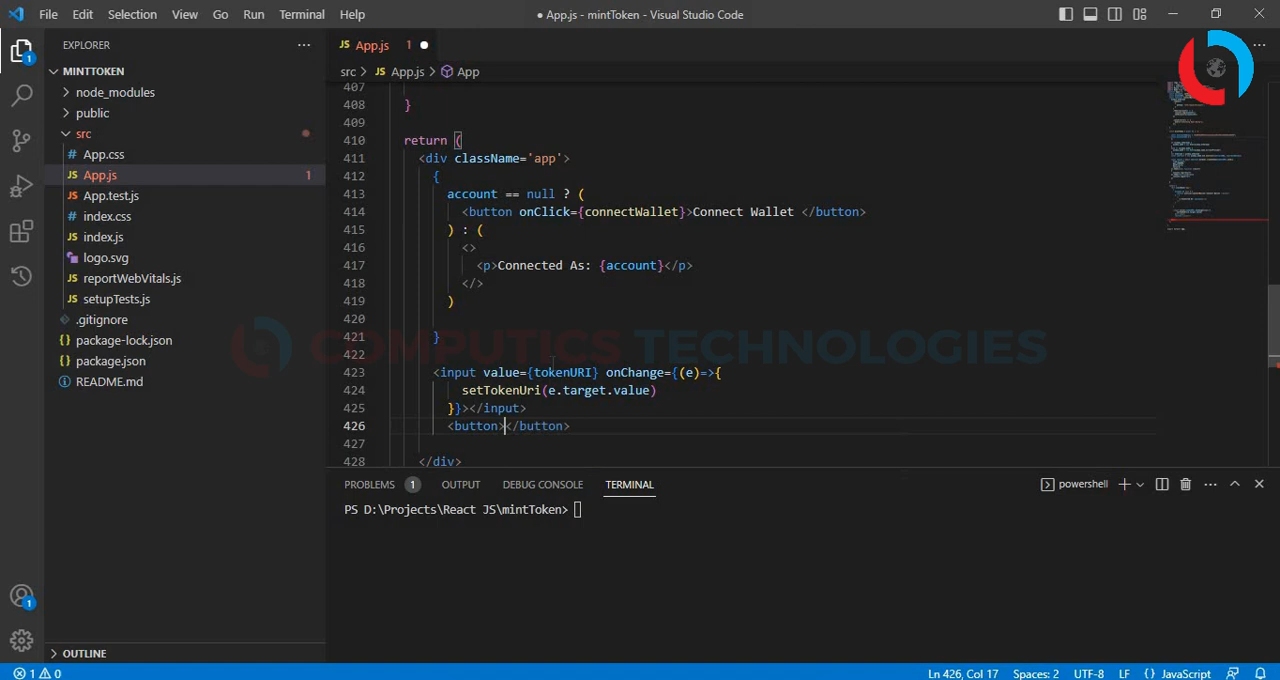 File Edit Selection View Go Run Terminal Help
● App.js - mintToken - Visual Studio Code
EXPLORER
MINTTOKEN
node_modules
public
src
App.css
App.js 1
App.test.js
index.css
index.js
logo.svg
reportWebVitals.js
setupTests.js
.gitignore
package-lock.json
package.json
README.md
OUTLINE
JS App.js 1
src > JS App.js > App
407
408 }
409
410 return (
411 <div className='app'>
412 {
413 account == null ? (
414 <button onClick={connectWallet}>Connect Wallet </button>
415 ) : (
416 <>
417 <p>Connected As: {account}</p>
418 </>
419 )
420
421 }
422
423 <input value={tokenURI} onChange={(e)=>{
424 setTokenUri(e.target.value)
425 }}></input>
426 <button></button>
427
428 </div>
COMPUTICS TECHNOLOGIES
PROBLEMS 1 OUTPUT DEBUG CONSOLE TERMINAL
powershell
PS D:\Projects\React JS\mintToken>
1 0
Ln 426, Col 17 Spaces: 2 UTF-8 LF {} JavaScript